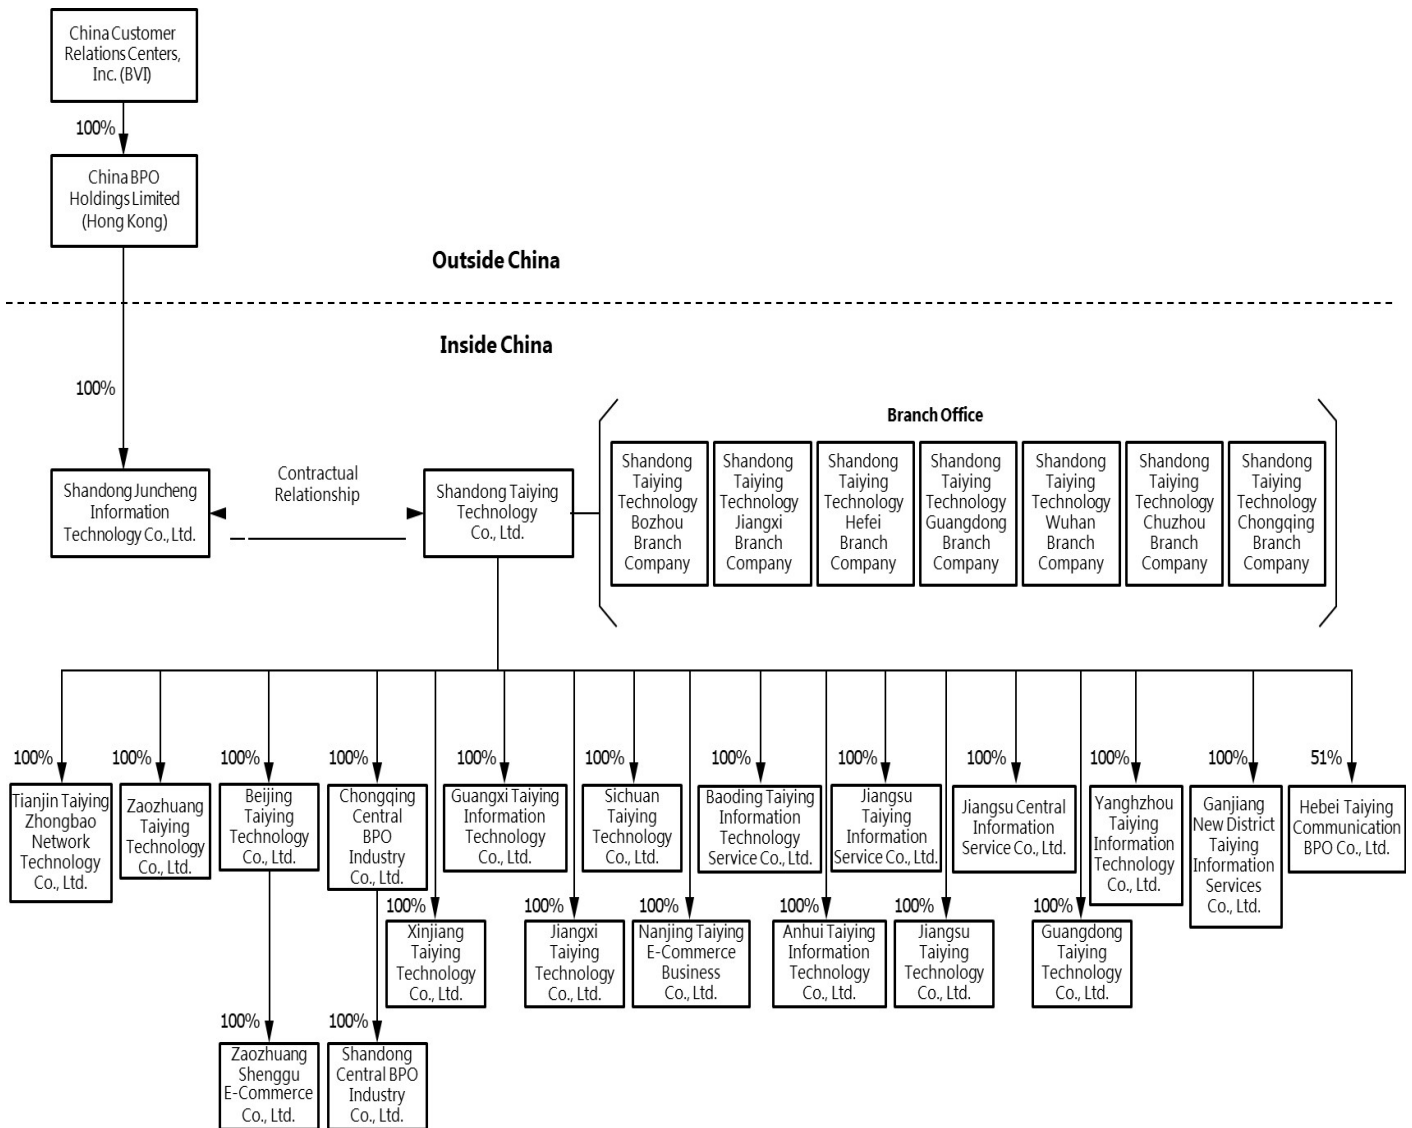 China Customer
Relations Centers,
Inc. (BVI)
100%
China BPO
Holdings Limited
(Hong Kong)
Outside China
Inside China
100%
Branch Office
Shandong Juncheng
Information
Technology Co., Ltd.
Contractual
Relationship
Shandong Taiying
Technology
Co., Ltd.
Shandong
Taiying
Technology
Bozhou
Branch
Company
Shandong
Taiying
Technology
Jiangxi
Branch
Company
Shandong
Taiying
Technology
Hefei
Branch
Company
Shandong
Taiying
Technology
Guangdong
Branch
Company
Shandong
Taiying
Technology
Wuhan
Branch
Company
Shandong
Taiying
Technology
Chuzhou
Branch
Company
Shandong
Taiying
Technology
Chongqing
Branch
Company
100%
Tianjin Taiying
Zhongbao
Network
Technology
Co., Ltd.
100%
Zaozhuang
Taiying
Technology
Co., Ltd.
100%
Beijing
Taiying
Technology
Co., Ltd.
100%
Chongqing
Central
BPO
Industry
Co., Ltd.
100%
Guangxi Taiying
Information
Technology
Co., Ltd.
100%
Sichuan
Taiying
Technology
Co., Ltd.
100%
Baoding Taiying
Information
Technology
Service Co., Ltd.
100%
Jiangsu
Taiying
Information
Service Co., Ltd.
100%
Jiangsu Central
Information
Service Co., Ltd.
100%
Yanghzhou
Taiying
Information
Technology
Co., Ltd.
100%
Ganjiang
New District
Taiying
Information
Services
Co., Ltd.
51%
Hebei Taiying
Communication
BPO Co., Ltd.
100%
Xinjiang
Taiying
Technology
Co., Ltd.
100%
Jiangxi
Taiying
Technology
Co., Ltd.
100%
Nanjing Taiying
E-Commerce
Business
Co., Ltd.
100%
Anhui Taiying
Information
Technology
Co., Ltd.
100%
Jiangsu
Taiying
Technology
Co., Ltd.
100%
Guangdong
Taiying
Technology
Co., Ltd.
100%
Zaozhuang
Shenggu
E-Commerce
Co., Ltd.
100%
Shandong
Central BPO
Industry
Co., Ltd.